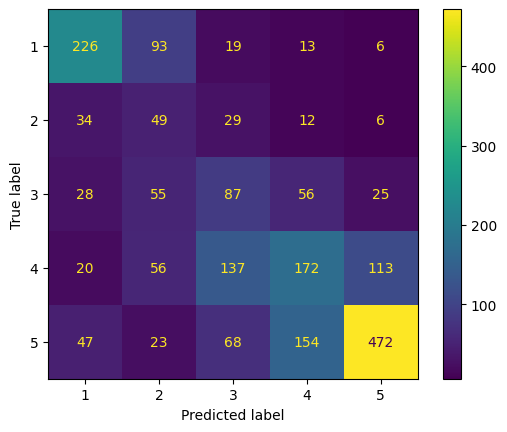 1 226 93 19 13 6
2 34 49 29 12 6
3 28 55 87 56 25
4 20 56 137 172 113
5 47 23 68 154 472
1 2 3 4 5
True label
Predicted label
400
300
200
100